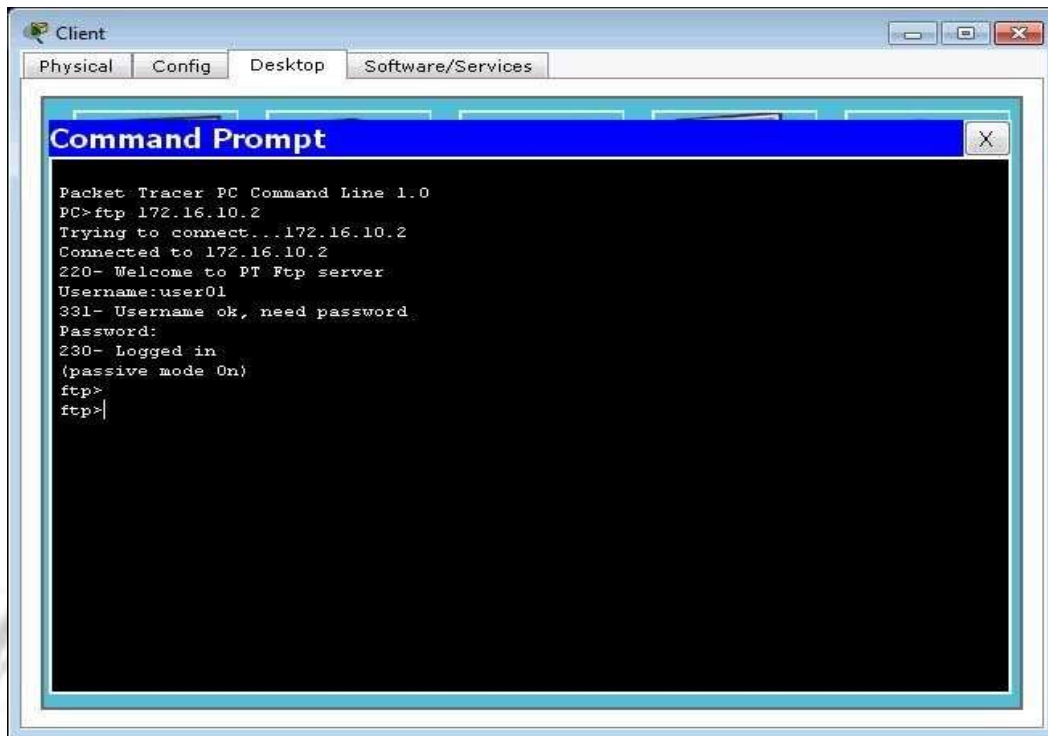 Client
Physical Config Desktop Software/Services
Command Prompt X
Packet Tracer PC Command Line 1.0
PC>ftp 172.16.10.2
Trying to connect...172.16.10.2
Connected to 172.16.10.2
220- Welcome to PT Ftp server
Username:user01
331- Username ok, need password
Password:
230- Logged in
(passive mode On)
ftp>
ftp>